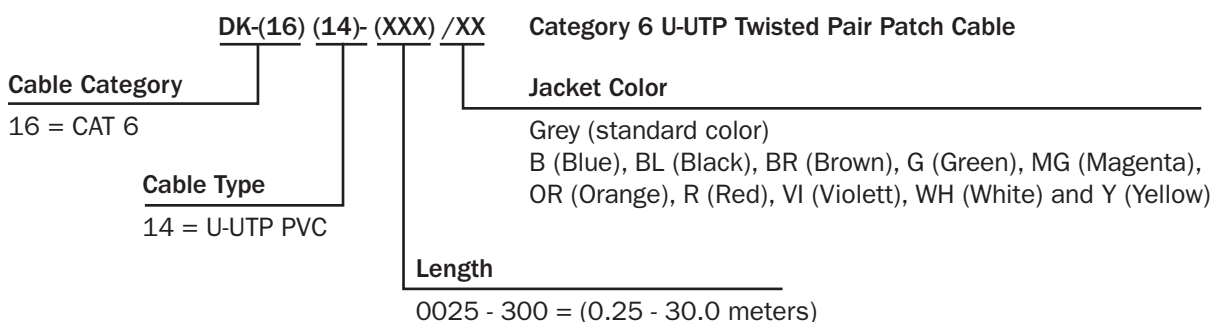 DK-(16) (14)- (XXX) /XX Category 6 U-UTP Twisted Pair Patch Cable
Cable Category
16 = CAT 6
Jacket Color
Grey (standard color)
B (Blue), BL (Black), BR (Brown), G (Green), MG (Magenta),
OR (Orange), R (Red), VI (Violett), WH (White) and Y (Yellow)
Cable Type
14 = U-UTP PVC
Length
0025 - 300 = (0.25 - 30.0 meters)